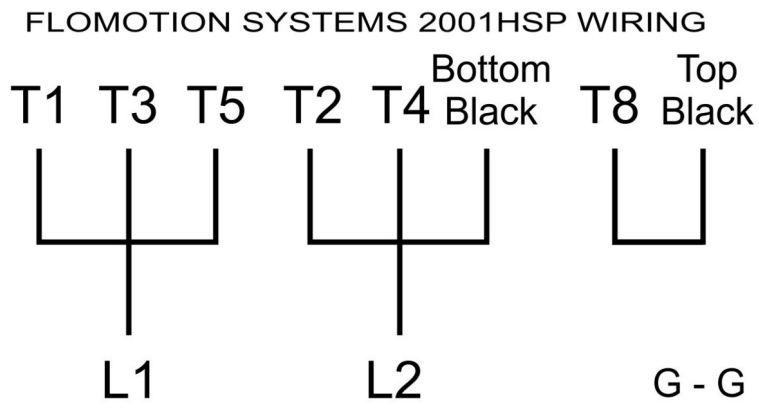 FLOMOTION SYSTEMS 2001HSP WIRING
T1 T3 T5 T2 T4 Bottom Black T8 Top Black
L1 L2 G - G